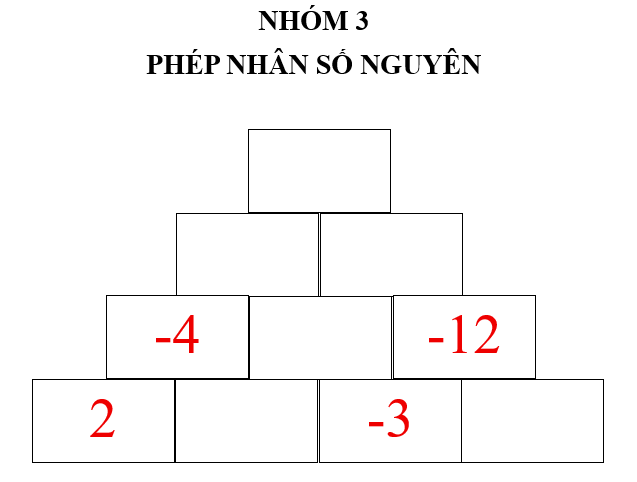 NHÓM 3
PHÉP NHÂN SỐ NGUYÊN
-4 -12
2 -3